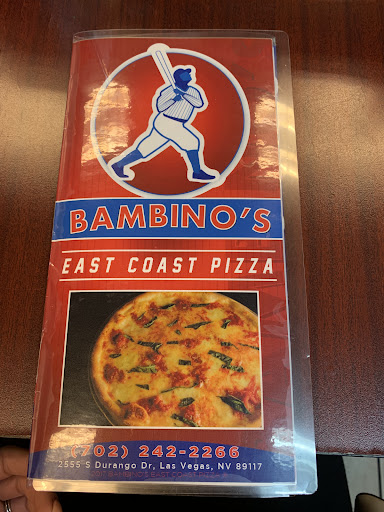 BAMBINO'S
EAST COAST PIZZA
(702) 242-2266
2555 S Durango Dr, Las Vegas, NV 89117